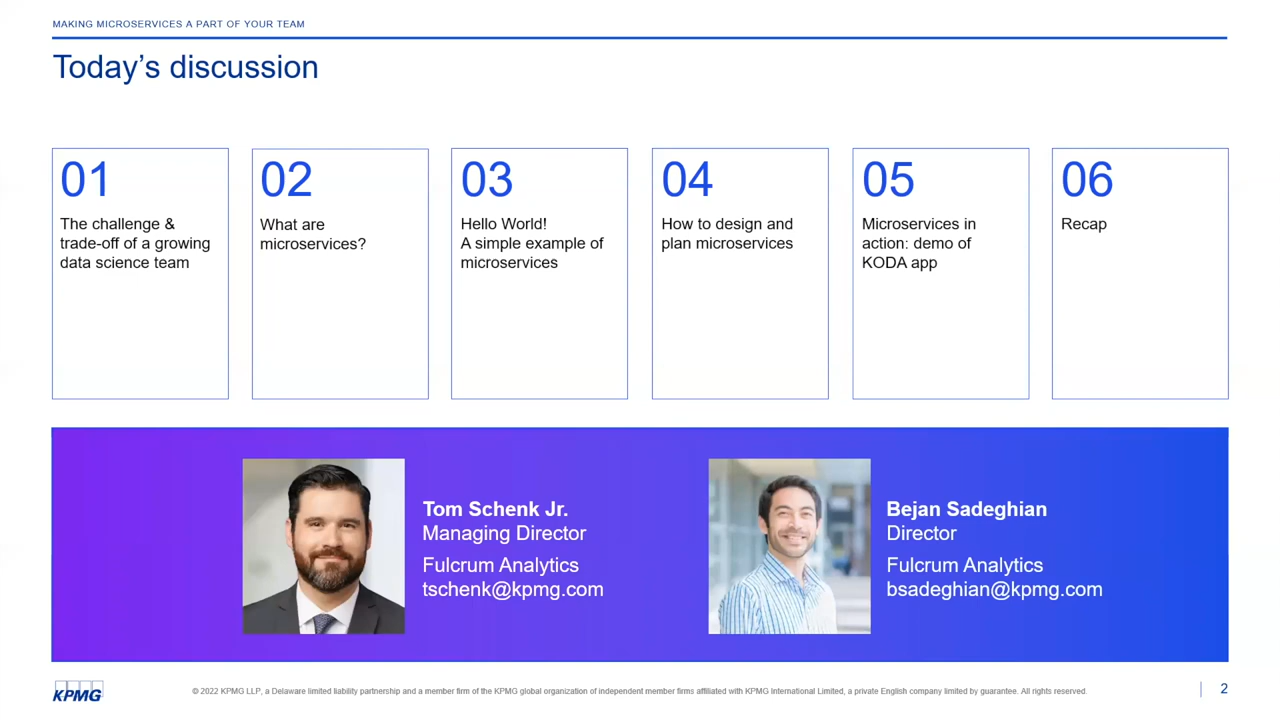 MAKING MICROSERVICES A PART OF YOUR TEAM
Today’s discussion
01
The challenge &
trade-off of a growing
data science team
02
What are
microservices?
03
Hello World!
A simple example of
microservices
04
How to design and
plan microservices
05
Microservices in
action: demo of
KODA app
06
Recap
Tom Schenk Jr.
Managing Director
Fulcrum Analytics
tschenk@kpmg.com
Bejan Sadeghian
Director
Fulcrum Analytics
bsadeghian@kpmg.com
KPMG
© 2022 KPMG LLP, a Delaware limited liability partnership and a member firm of the KPMG global organization of independent member firms affiliated with KPMG International Limited, a private English company limited by guarantee. All rights reserved.
2